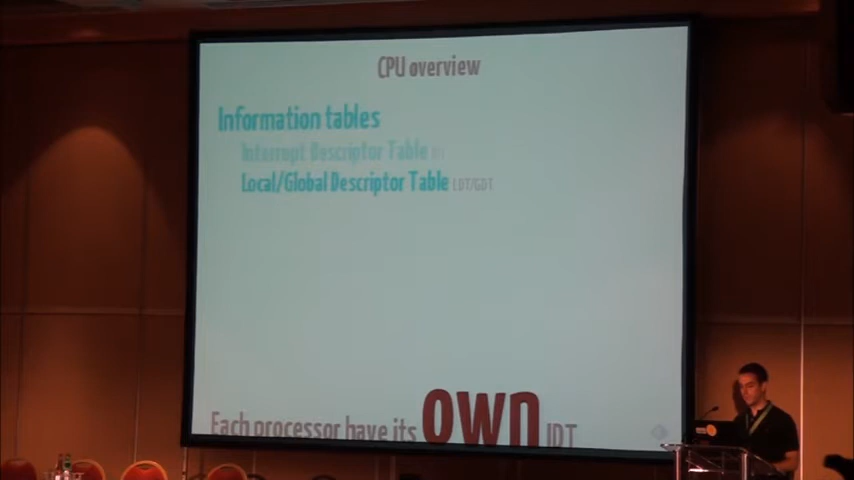 CPU overview
Information tables
Interrupt Descriptor Table
Local/Global Descriptor Table LDT/GDT
Each processor have its own IDT